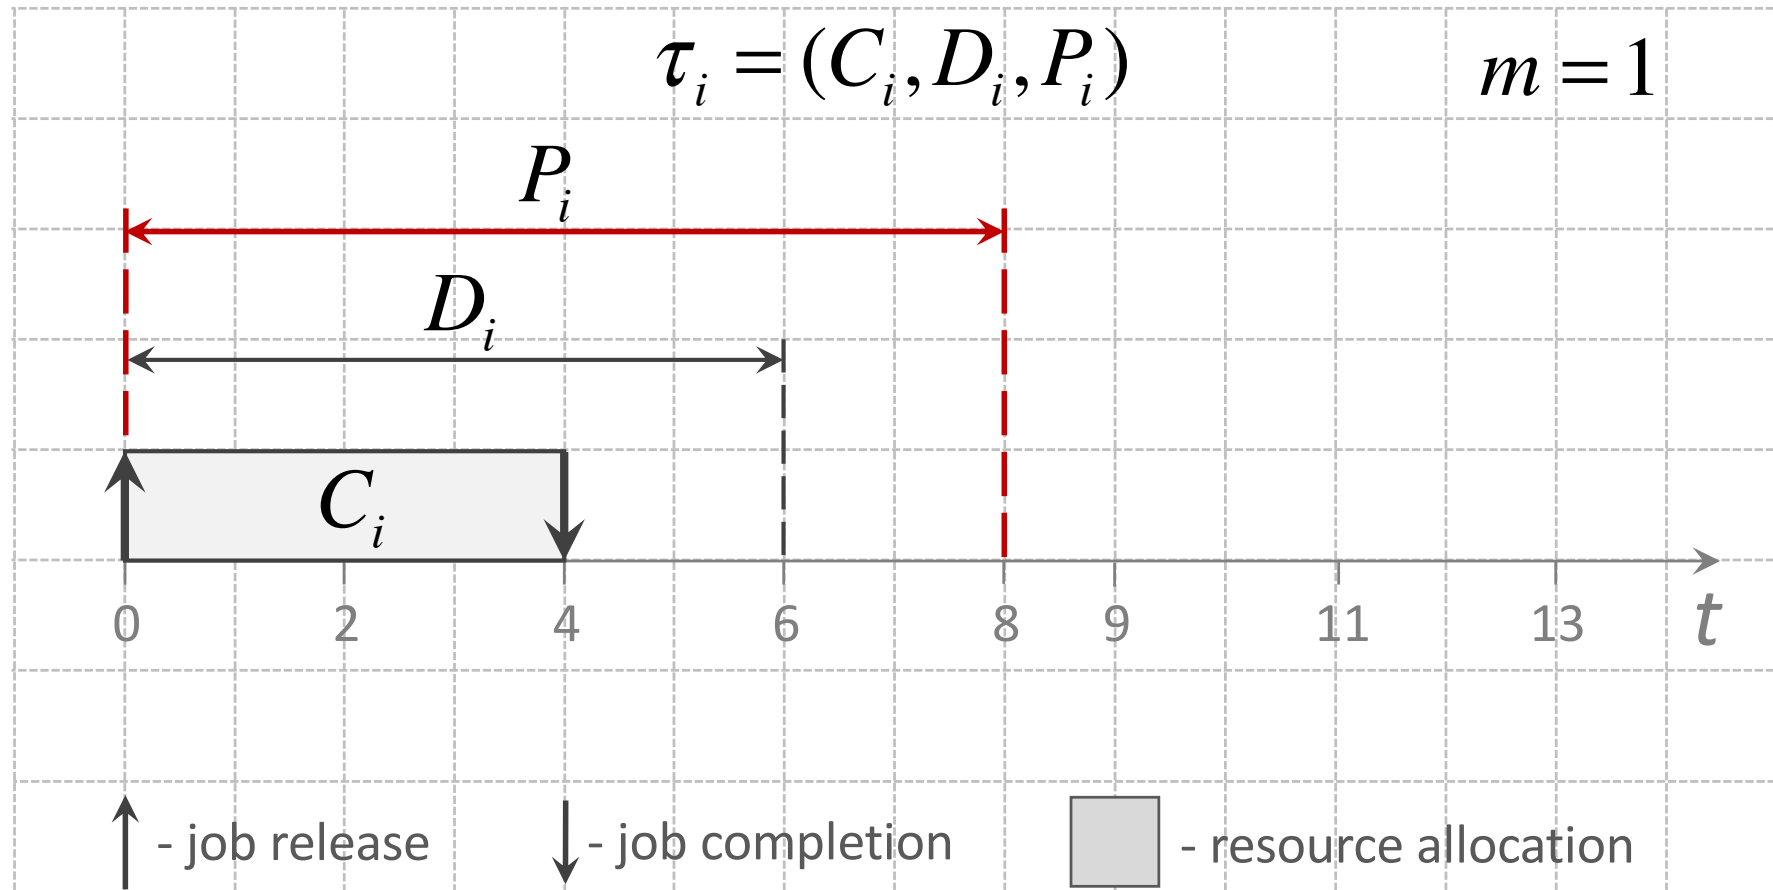 τᵢ = (Cᵢ, Dᵢ, Pᵢ) m = 1
Pᵢ
Dᵢ
Cᵢ
0 2 4 6 8 9 11 13 t
- job release - job completion - resource allocation